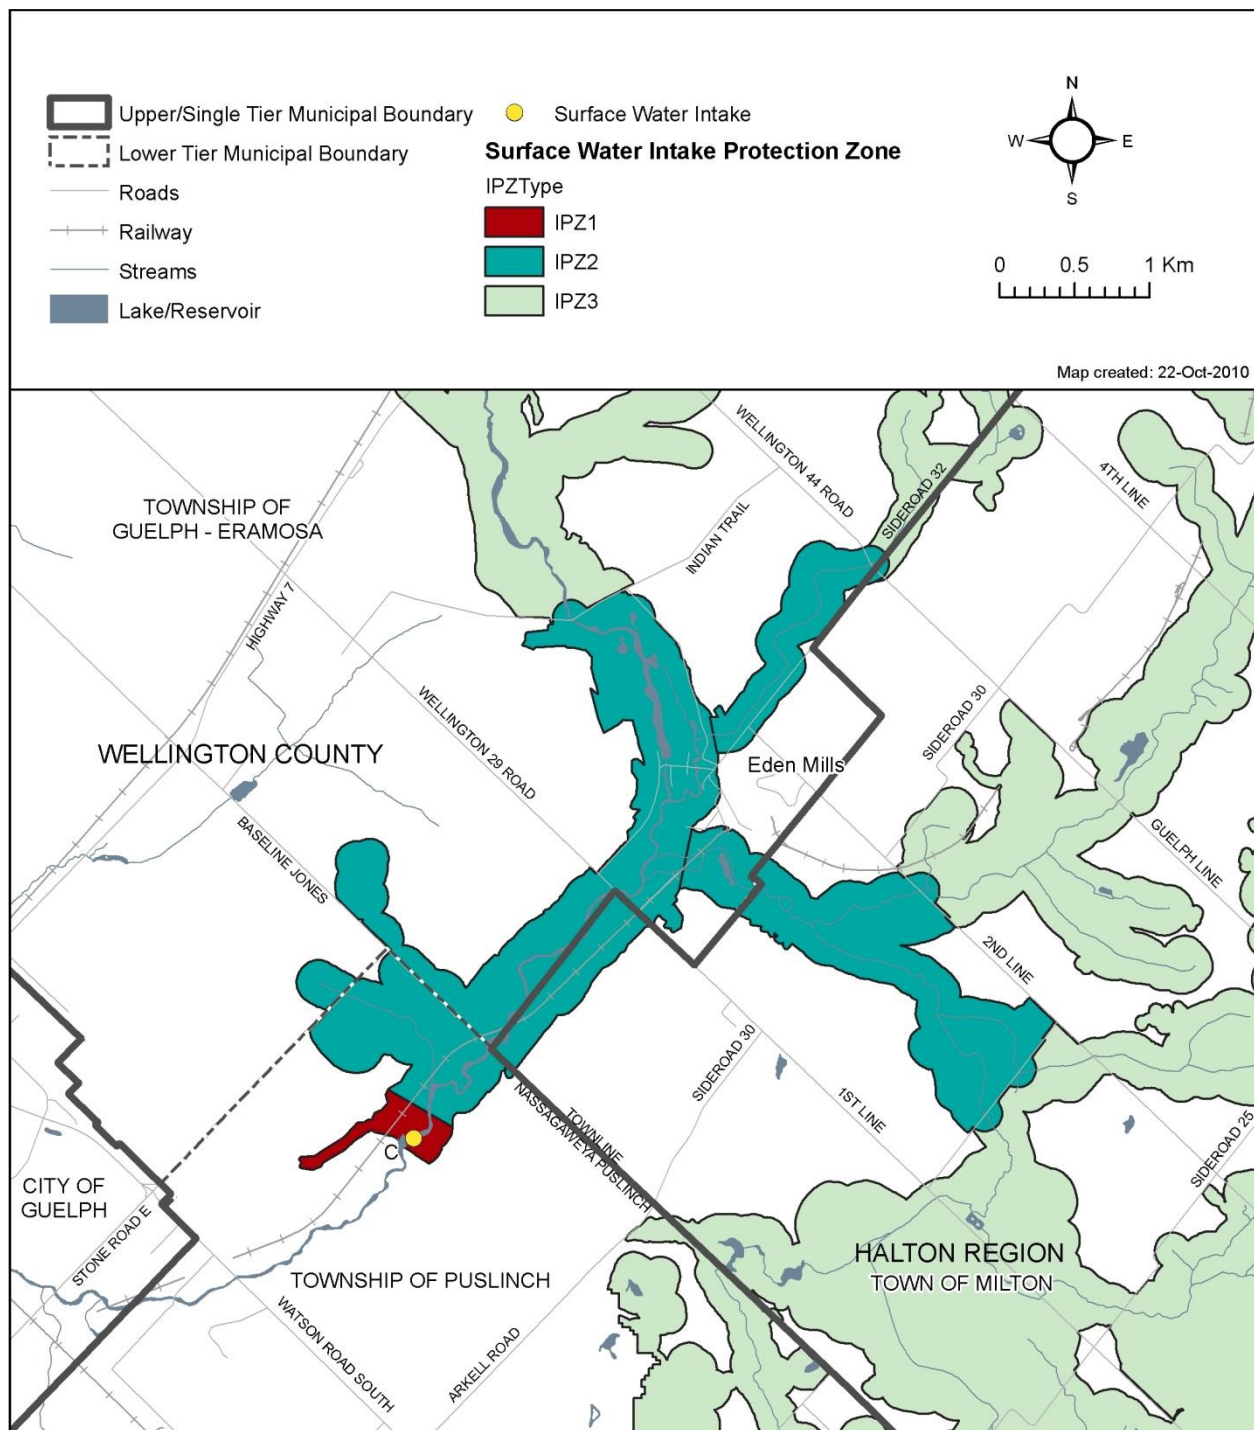 Upper/Single Tier Municipal Boundary
Lower Tier Municipal Boundary
Roads
Railway
Streams
Lake/Reservoir
Surface Water Intake
Surface Water Intake Protection Zone
IPZType
IPZ1
IPZ2
IPZ3
N
W
E
S
0 0.5 1 Km
Map created: 22-Oct-2010
WELLINGTON 44 ROAD
4TH LINE
SIDEROAD 32
TOWNSHIP OF
GUELPH - ERAMOSA
INDIAN TRAIL
HIGHWAY 7
WELLINGTON 29 ROAD
SIDEROAD 30
WELLINGTON COUNTY
Eden Mills
BASELINE JONES
GUELPH LINE
2ND LINE
SIDEROAD 30
1ST LINE
TOWNLINE
NASSAGAWEYA PUSLINCH
SIDEROAD 25
C
CITY OF
GUELPH
STONE ROAD E
HALTON REGION
TOWN OF MILTON
TOWNSHIP OF PUSLINCH
WATSON ROAD SOUTH
ARKELL ROAD